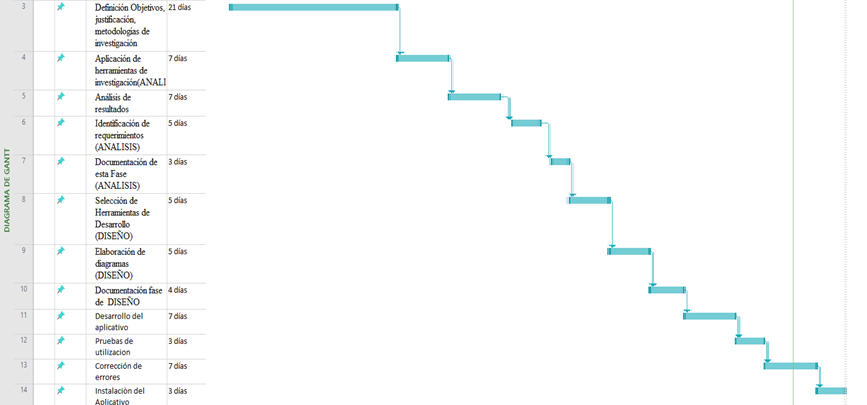 DIAGRAMA DE GANTT
3 Definición Objetivos, 21 días
justificación,
metodologías de
investigación
4 Aplicación de 7 días
herramientas de
investigación(ANALI
5 Análisis de 7 días
resultados
6 Identificación de 5 días
requerimientos
(ANALISIS)
7 Documentación de 3 días
esta Fase
(ANALISIS)
8 Selección de 5 días
Herramientas de
Desarrollo
(DISEÑO)
9 Elaboración de 5 días
diagramas
(DISEÑO)
10 Documentación fase 4 días
de DISEÑO
11 Desarrollo del 7 días
aplicativo
12 Pruebas de 3 días
utilizacion
13 Corrección de 7 días
errores
14 Instalación del 3 días
Aplicativo